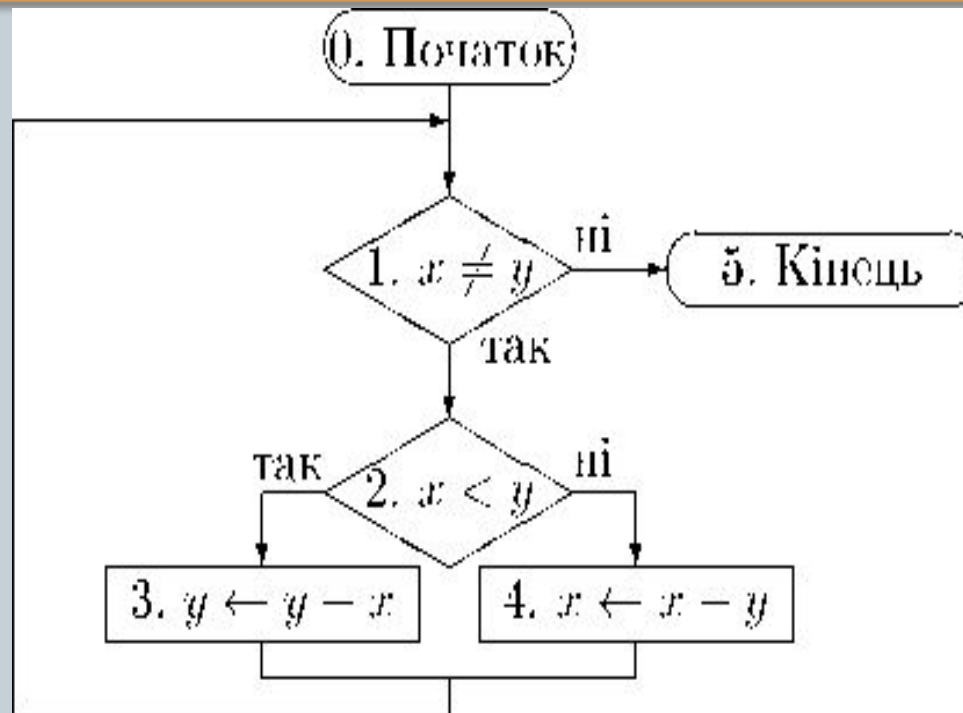 0. Початок
1. x ≠ y
ні
5. Кінець
так
так
2. x < y
ні
3. y ← y − x
4. x ← x − y